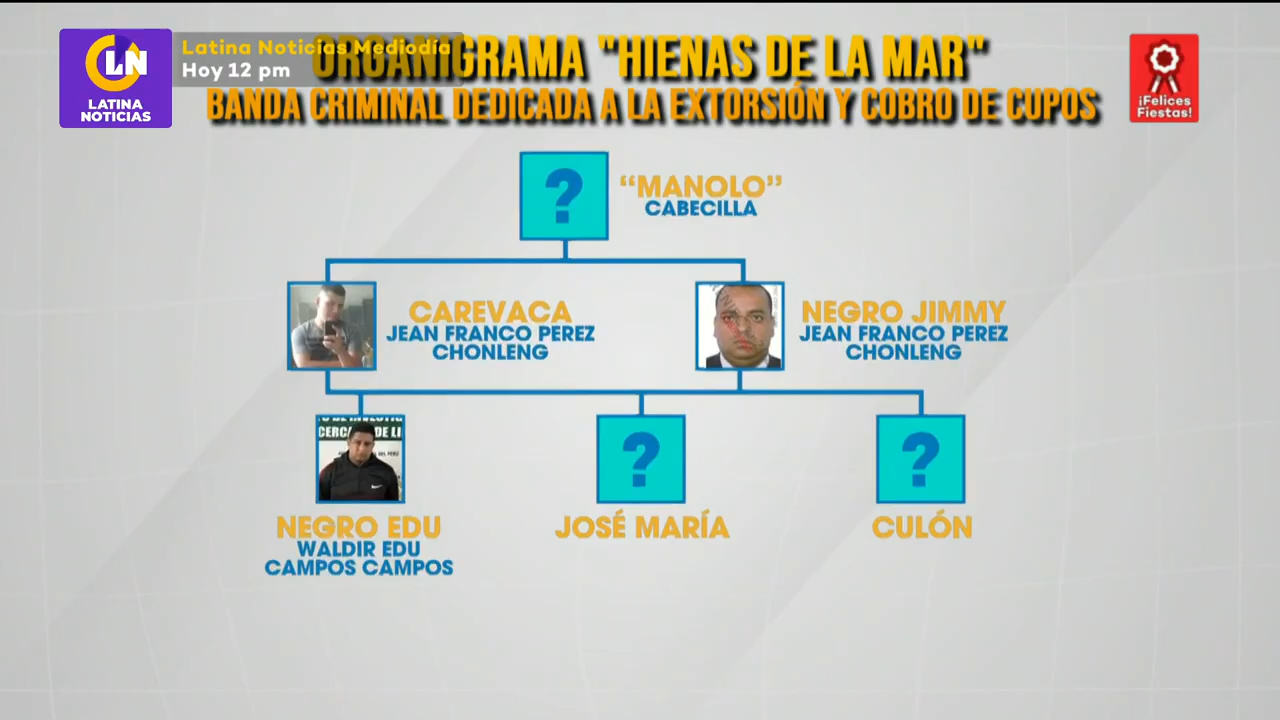 Latina Noticias Mediodía
Hoy 12 pm
LN
LATINA
NOTICIAS
ORGANIGRAMA "HIENAS DE LA MAR"
BANDA CRIMINAL DEDICADA A LA EXTORSIÓN Y COBRO DE CUPOS
¡Felices
Fiestas!
?
“MANOLO”
CABECILLA
CAREVACA
JEAN FRANCO PEREZ
CHONLENG
NEGRO JIMMY
JEAN FRANCO PEREZ
CHONLENG
DE LI
?
?
NEGRO EDU
WALDIR EDU
CAMPOS CAMPOS
JOSÉ MARÍA
CULÓN